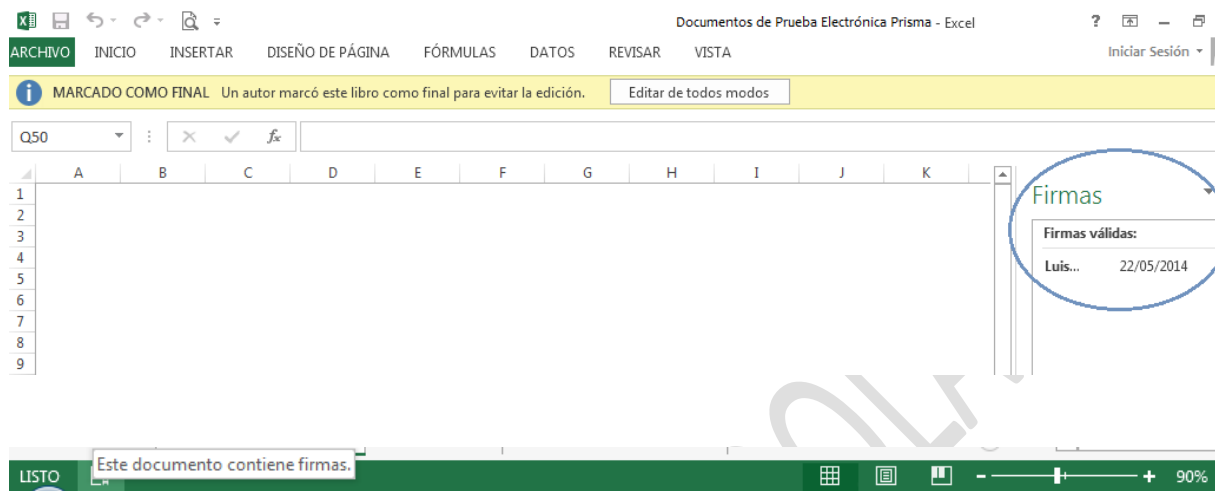 Documentos de Prueba Electrónica Prisma - Excel
ARCHIVO INICIO INSERTAR DISEÑO DE PÁGINA FÓRMULAS DATOS REVISAR VISTA Iniciar Sesión
MARCADO COMO FINAL Un autor marcó este libro como final para evitar la edición. Editar de todos modos
Q50 fx
A B C D E F G H I J K
Firmas
Firmas válidas:
Luis... 22/05/2014
1
2
3
4
5
6
7
8
9
Este documento contiene firmas.
LISTO 90%